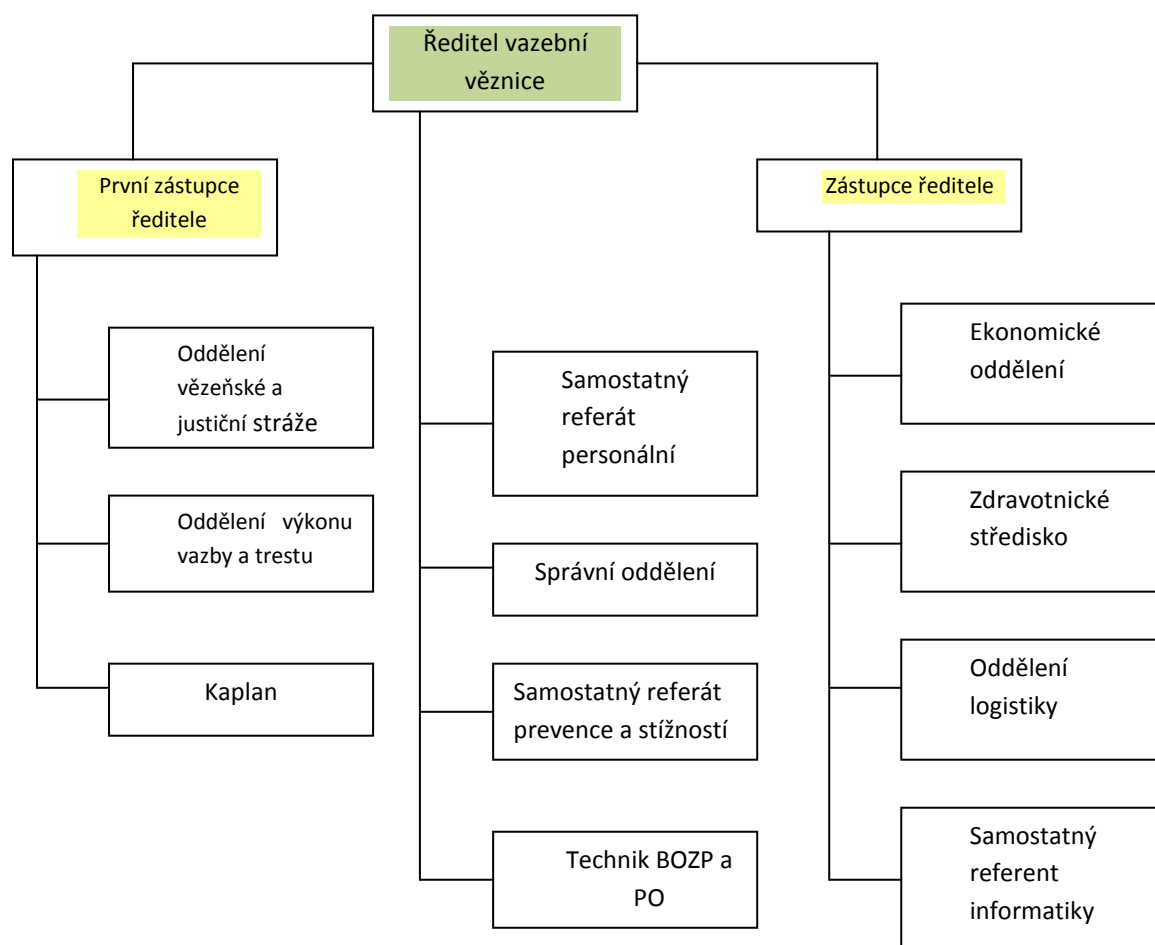 Ředitel vazební
věznice
První zástupce
ředitele
Zástupce ředitele
Oddělení
vězeňské a
justiční stráže
Oddělení výkonu
vazby a trestu
Kaplan
Samostatný
referát
personální
Správní oddělení
Samostatný referát
prevence a stížností
Technik BOZP a
PO
Ekonomické
oddělení
Zdravotnické
středisko
Oddělení
logistiky
Samostatný
referent
informatiky